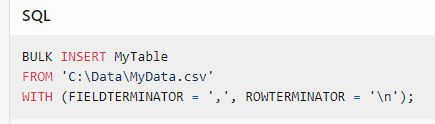 SQL
BULK INSERT MyTable
FROM 'C:\Data\MyData.csv'
WITH (FIELDTERMINATOR = ',', ROWTERMINATOR = '\n');